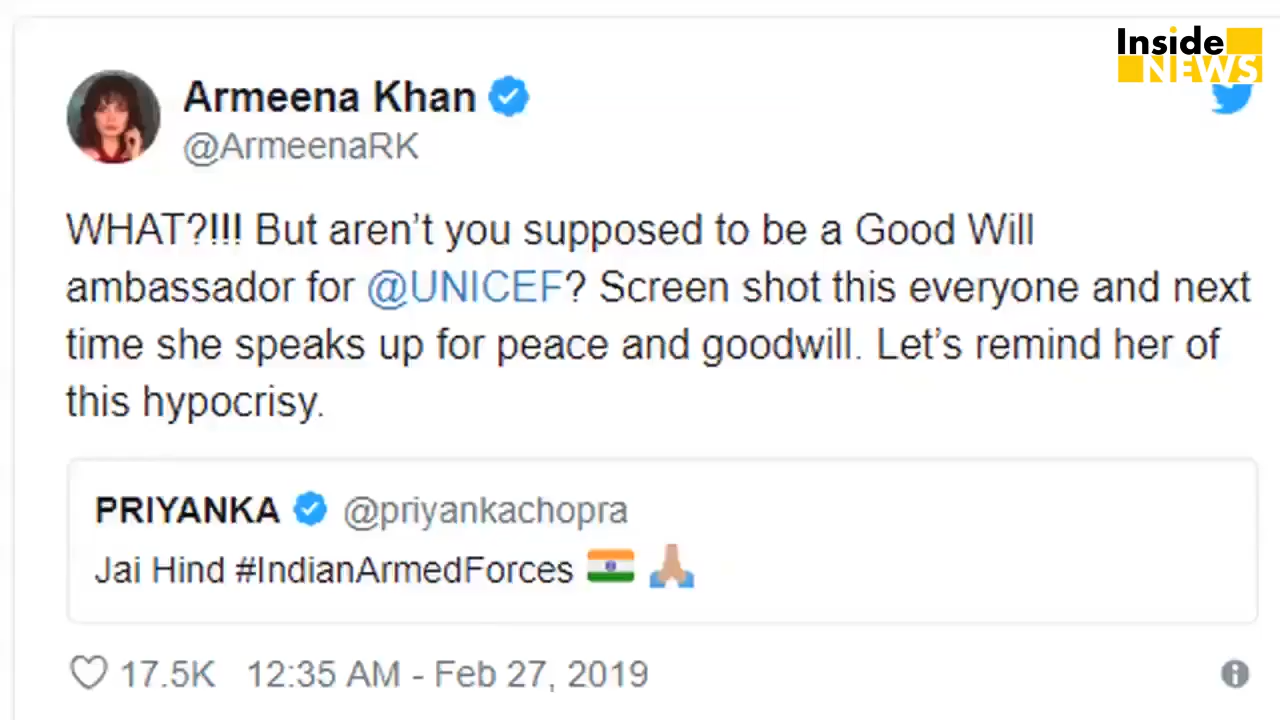 Inside
NEWS
Armeena Khan
@ArmeenaRK
WHAT?!!! But aren’t you supposed to be a Good Will
ambassador for @UNICEF? Screen shot this everyone and next
time she speaks up for peace and goodwill. Let’s remind her of
this hypocrisy.
PRIYANKA @priyankachopra
Jai Hind #IndianArmedForces 🇮🇳 🙏🏼
17.5K 12:35 AM - Feb 27, 2019